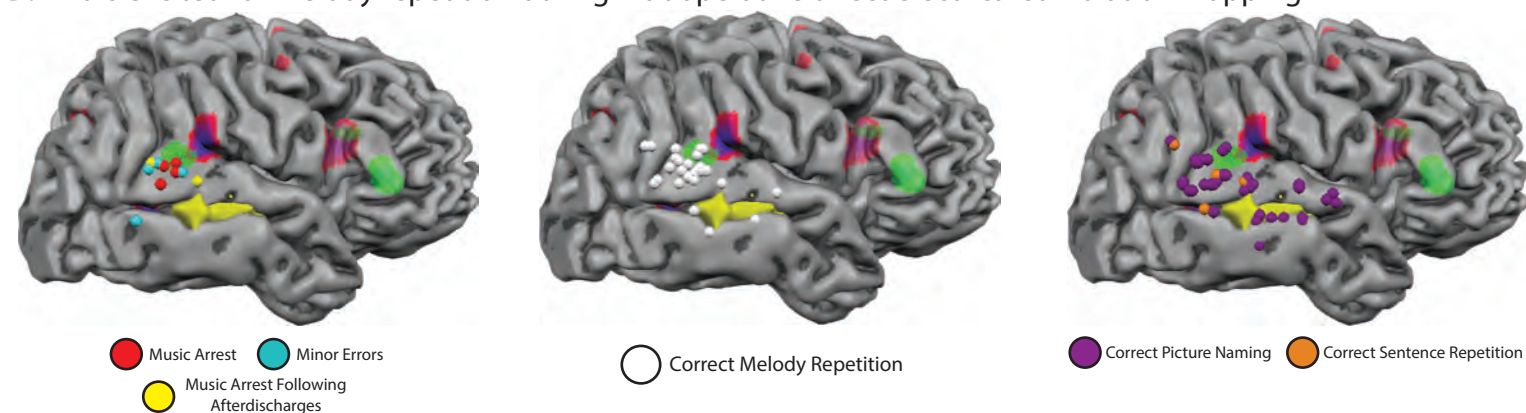 Music Arrest
Minor Errors
Music Arrest Following
Afterdischarges
Correct Melody Repetition
Correct Picture Naming
Correct Sentence Repetition